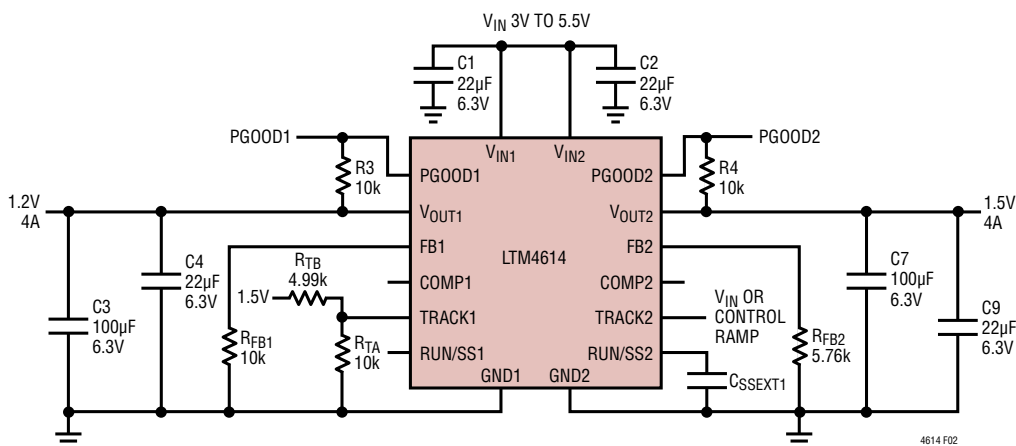 VIN 3V TO 5.5V
C1
22µF
6.3V
C2
22µF
6.3V
PGOOD1
PGOOD2
R3
10k
R4
10k
VIN1
VIN2
PGOOD1
PGOOD2
1.2V
4A
VOUT1
VOUT2
1.5V
4A
FB1
FB2
LTM4614
C4
22µF
6.3V
RTB
4.99k
1.5V
COMP1
COMP2
C7
100µF
6.3V
C3
100µF
6.3V
TRACK1
TRACK2
VIN OR
CONTROL
RAMP
C9
22µF
6.3V
RFB1
10k
RTA
10k
RUN/SS1
RUN/SS2
RFB2
5.76k
GND1
GND2
CSSEXT1
4614 F02